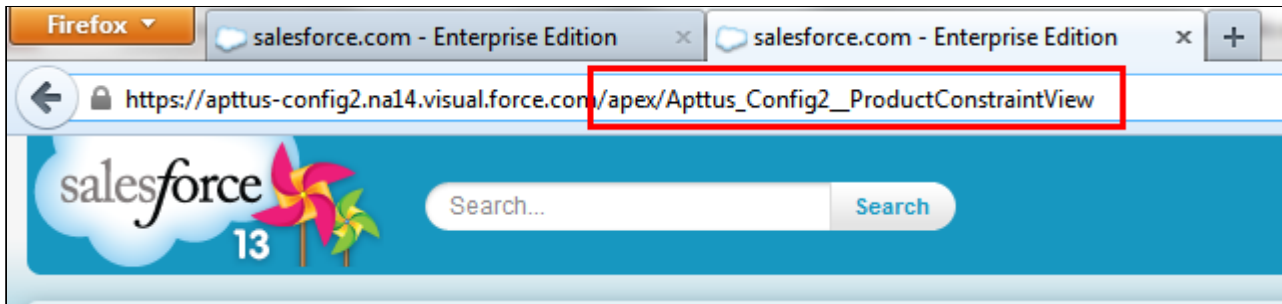 Firefox
salesforce.com - Enterprise Edition
salesforce.com - Enterprise Edition
https://apttus-config2.na14.visual.force.com/apex/Apttus_Config2__ProductConstraintView
salesforce
13
Search...
Search